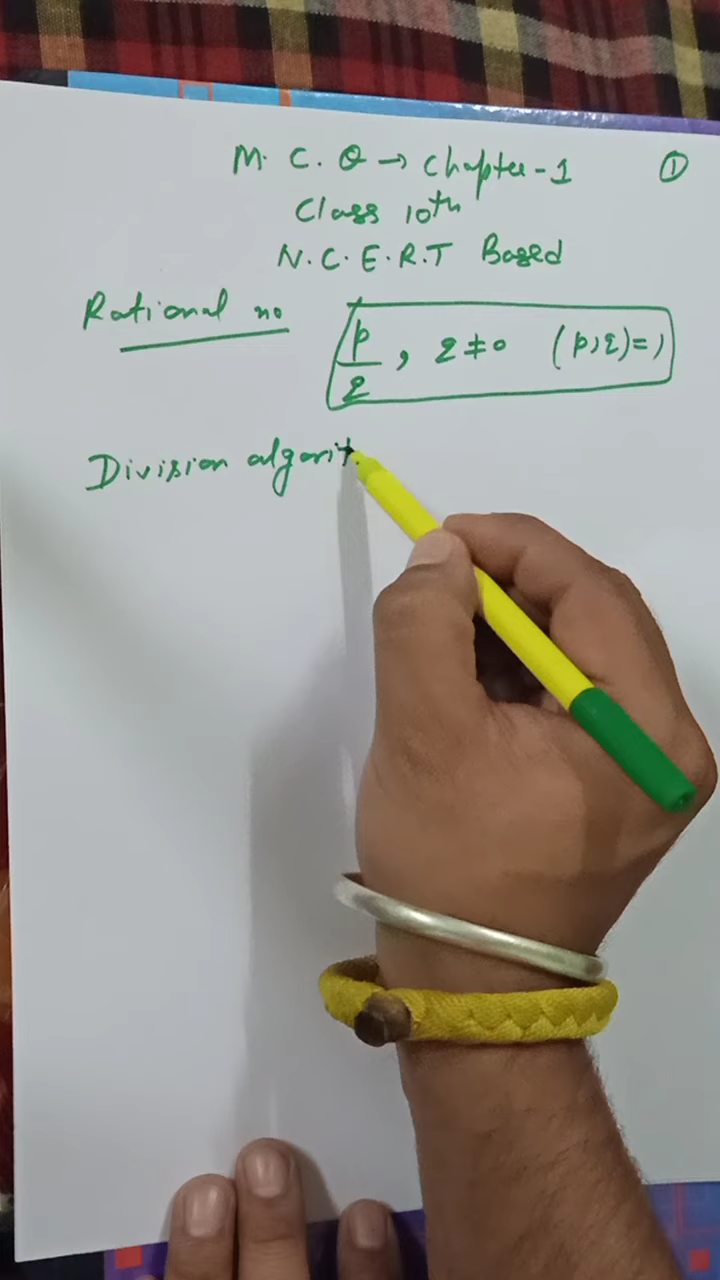 M. C. Q → Chapter-1 ①
Class 10th
N.C.E.R.T Based
Rational no p/q, q≠0 (p,q)=1
Division algorit